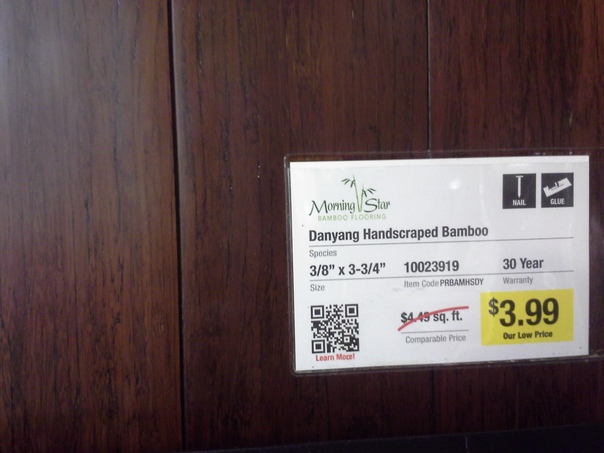 Morning Star
BAMBOO FLOORING
NAIL
GLUE
Danyang Handscraped Bamboo
Species
3/8" x 3-3/4" 10023919 30 Year
Size Item Code PRBAMHSDY Warranty
$4.49 sq. ft. $3.99
Comparable Price Our Low Price
Learn More!